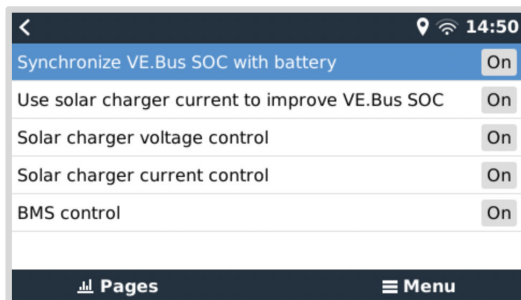 14:50
Synchronize VE.Bus SOC with battery On
Use solar charger current to improve VE.Bus SOC On
Solar charger voltage control On
Solar charger current control On
BMS control On
Pages Menu